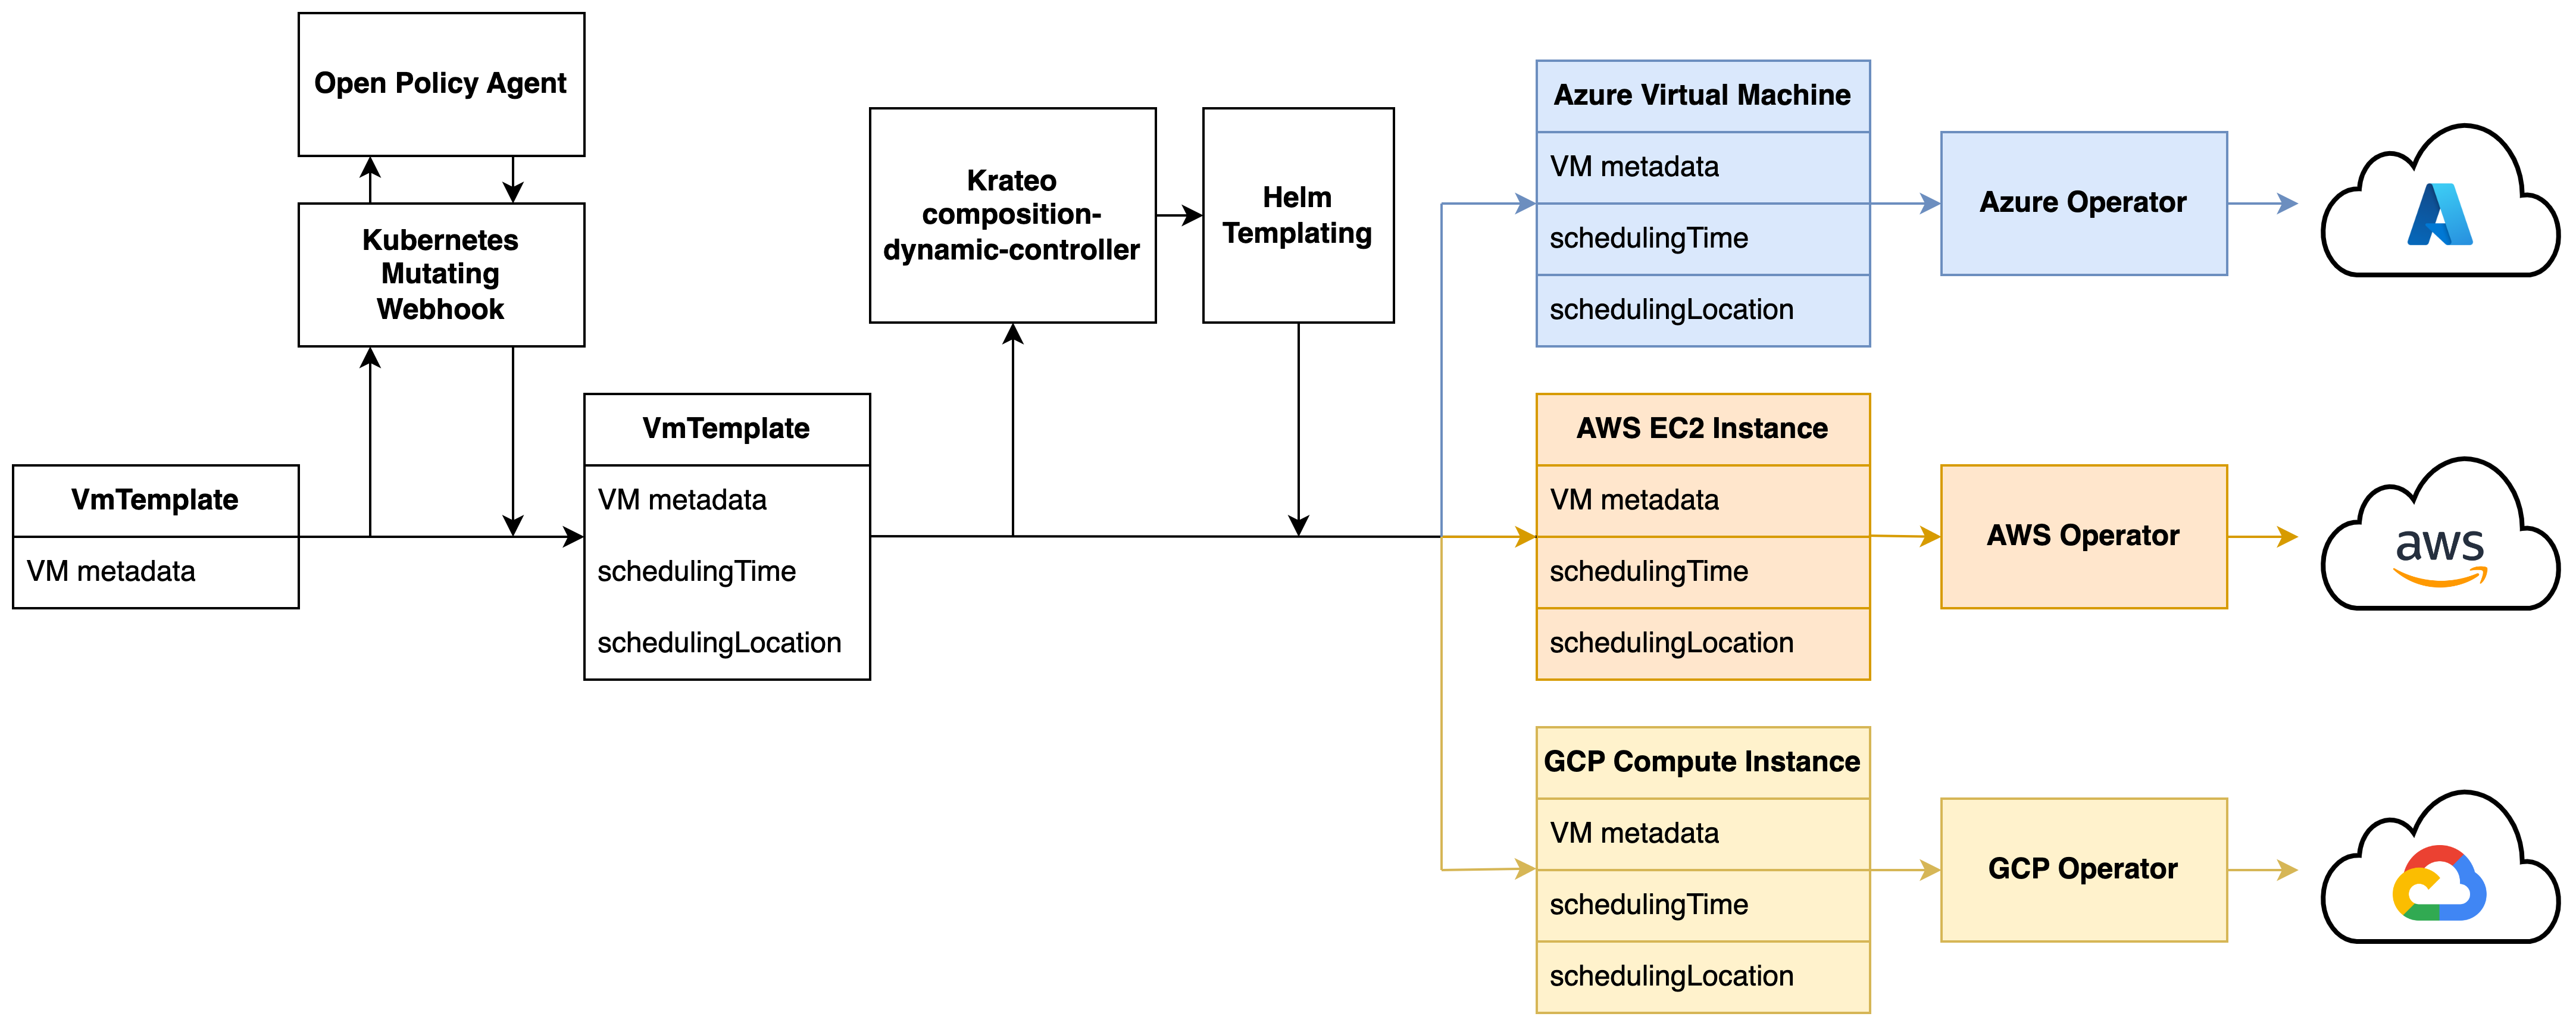 Open Policy Agent
Kubernetes
Mutating
Webhook
VmTemplate
VM metadata
VmTemplate
VM metadata
schedulingTime
schedulingLocation
Krateo
composition-
dynamic-controller
Helm
Templating
Azure Virtual Machine
VM metadata
schedulingTime
schedulingLocation
Azure Operator
AWS EC2 Instance
VM metadata
schedulingTime
schedulingLocation
AWS Operator
aws
GCP Compute Instance
VM metadata
schedulingTime
schedulingLocation
GCP Operator